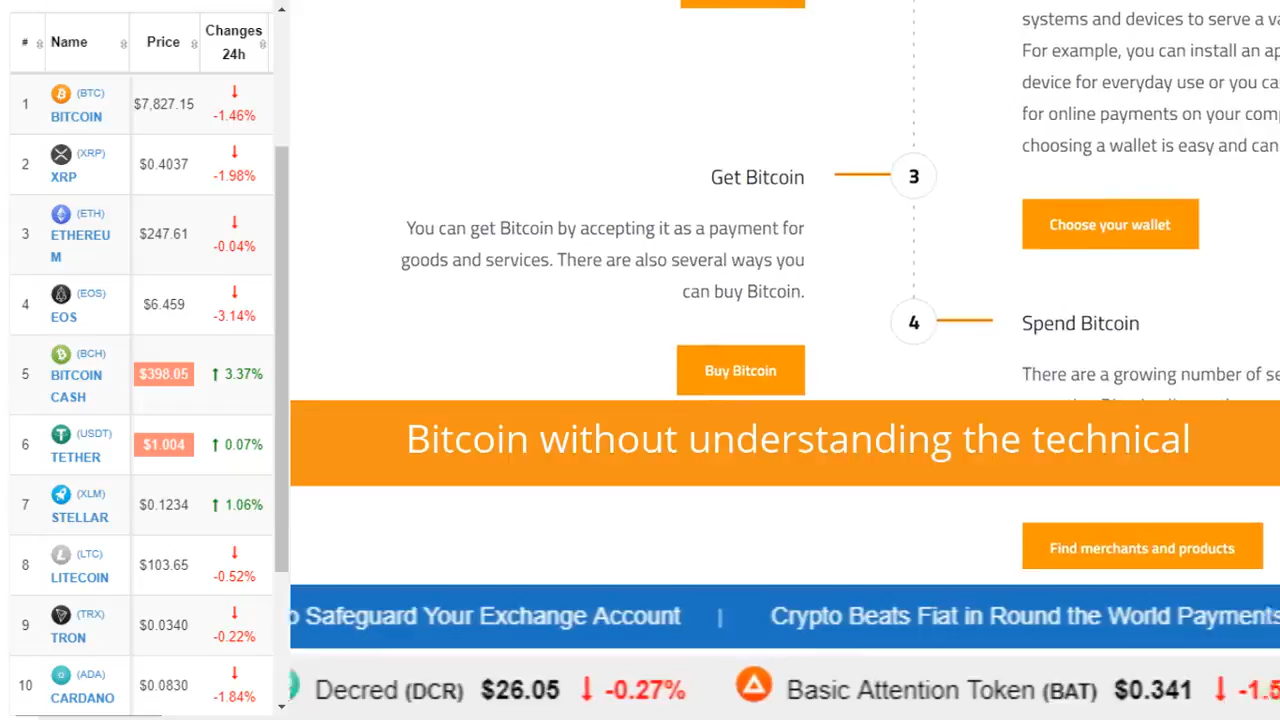 # Name Price Changes 24h
1 (BTC) BITCOIN $7,827.15 ↓ -1.46%
2 (XRP) XRP $0.4037 ↓ -1.98%
3 (ETH) ETHEREUM $247.61 ↓ -0.04%
4 (EOS) EOS $6.459 ↓ -3.14%
5 (BCH) BITCOIN CASH $398.05 ↑ 3.37%
6 (USDT) TETHER $1.004 ↑ 0.07%
7 (XLM) STELLAR $0.1234 ↑ 1.06%
8 (LTC) LITECOIN $103.65 ↓ -0.52%
9 (TRX) TRON $0.0340 ↓ -0.22%
10 (ADA) CARDANO $0.0830 ↓ -1.84%
systems and devices to serve a
For example, you can install an
device for everyday use or you
for online payments on your
choosing a wallet is easy and can
Choose your wallet
3
Get Bitcoin
You can get Bitcoin by accepting it as a payment for
goods and services. There are also several ways you
can buy Bitcoin.
Buy Bitcoin
4
Spend Bitcoin
There are a growing number of
Bitcoin without understanding the technical
Find merchants and products
Safeguard Your Exchange Account | Crypto Beats Fiat in Round the World Payments
Decred (DCR) $26.05 ↓ -0.27% Basic Attention Token (BAT) $0.341 ↓